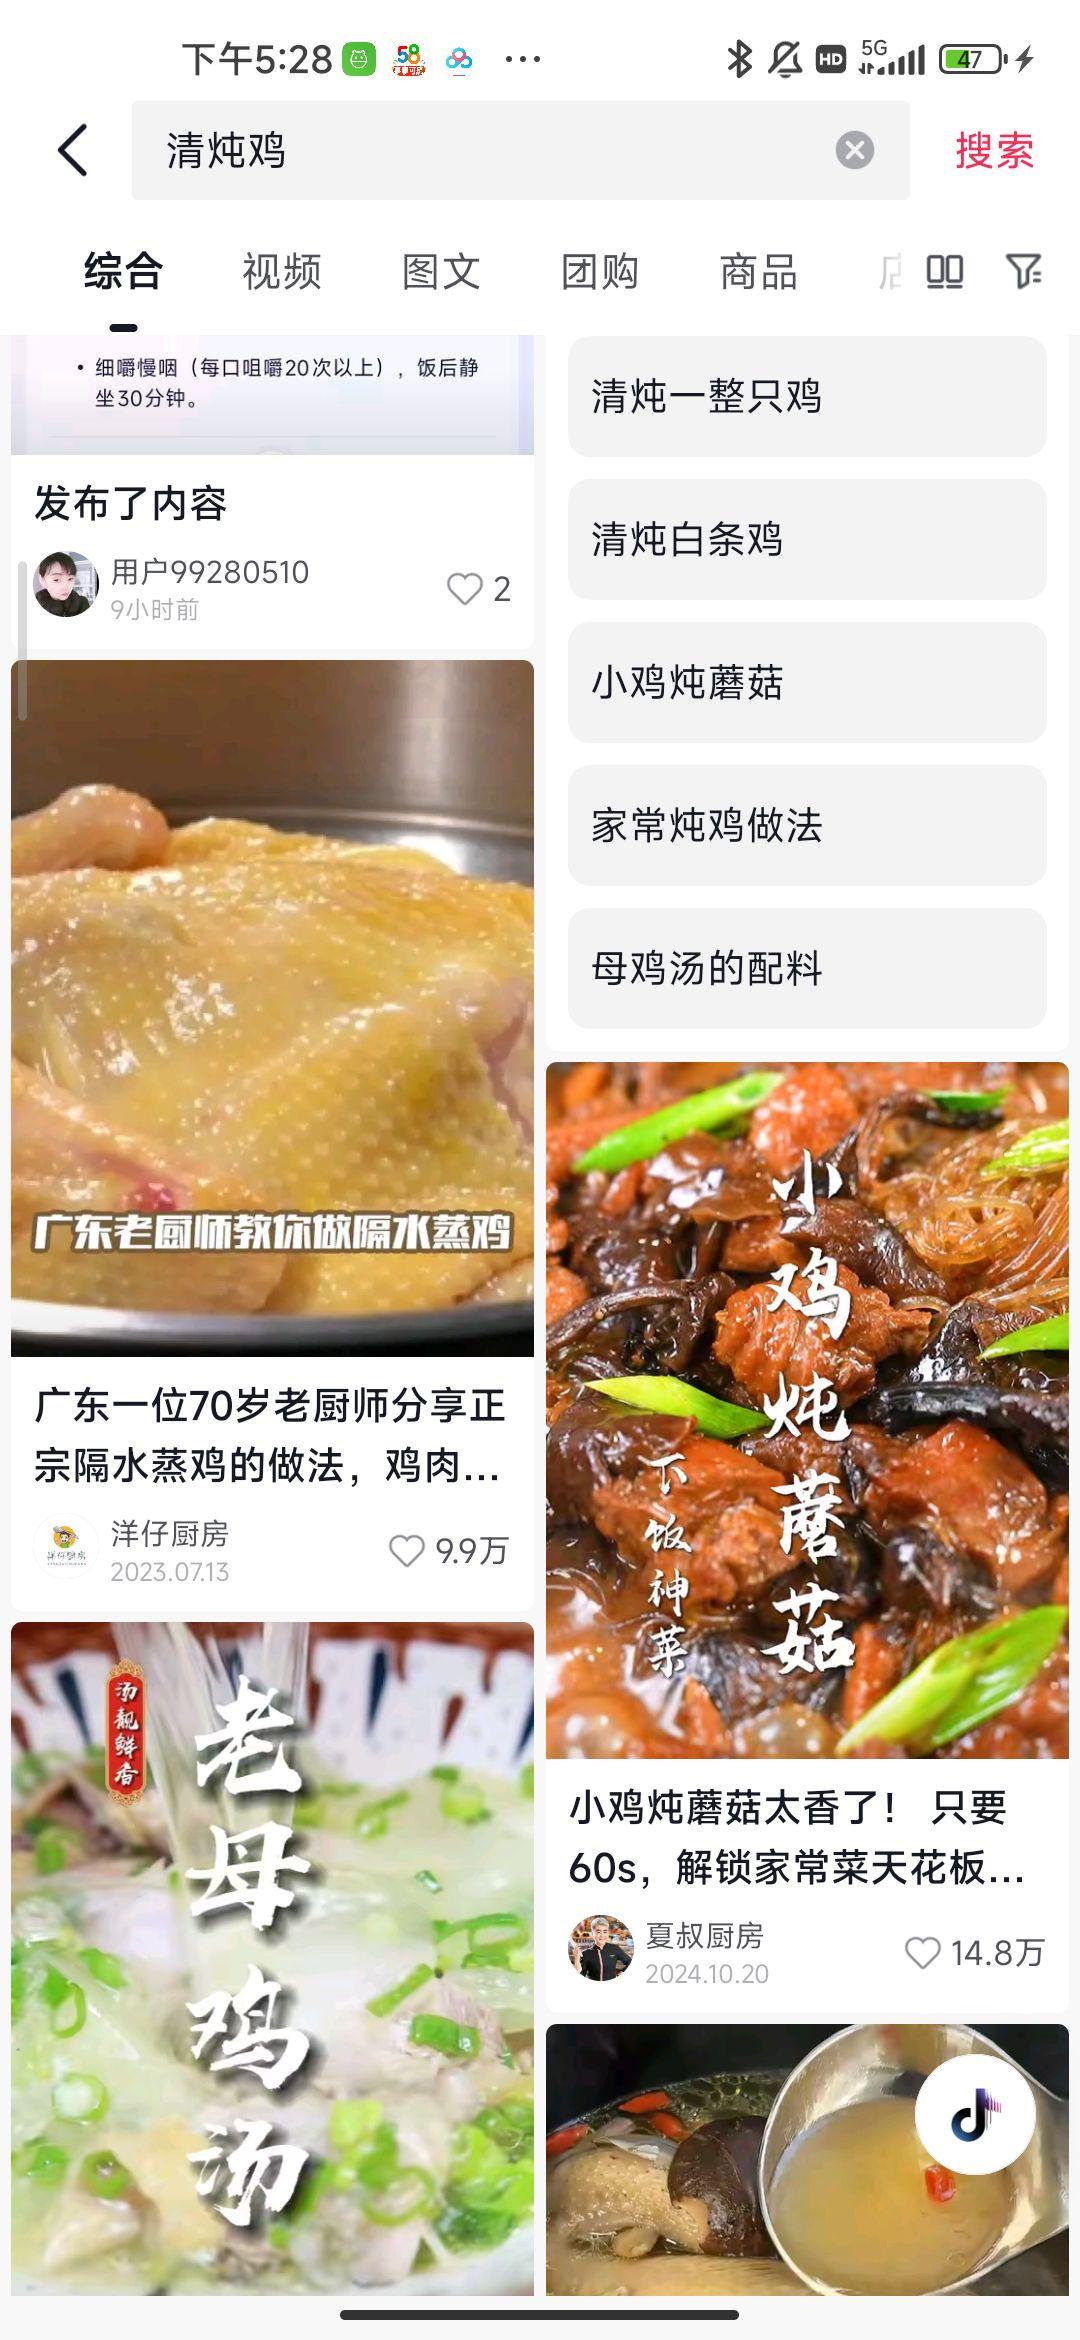 下午5:28
58
HD
5G
47
清炖鸡
搜索
综合
视频
图文
团购
商品
• 细嚼慢咽（每口咀嚼20次以上），饭后静
坐30分钟。
发布了内容
用户99280510
9小时前
2
广东老厨师教你做隔水蒸鸡
广东一位70岁老厨师分享正
宗隔水蒸鸡的做法，鸡肉...
洋仔厨房
洋仔厨房
2023.07.13
9.9万
汤靓鲜香
老母鸡汤
清炖一整只鸡
清炖白条鸡
小鸡炖蘑菇
家常炖鸡做法
母鸡汤的配料
小鸡炖蘑菇
下饭神菜
小鸡炖蘑菇太香了！ 只要
60s，解锁家常菜天花板...
夏叔厨房
2024.10.20
14.8万